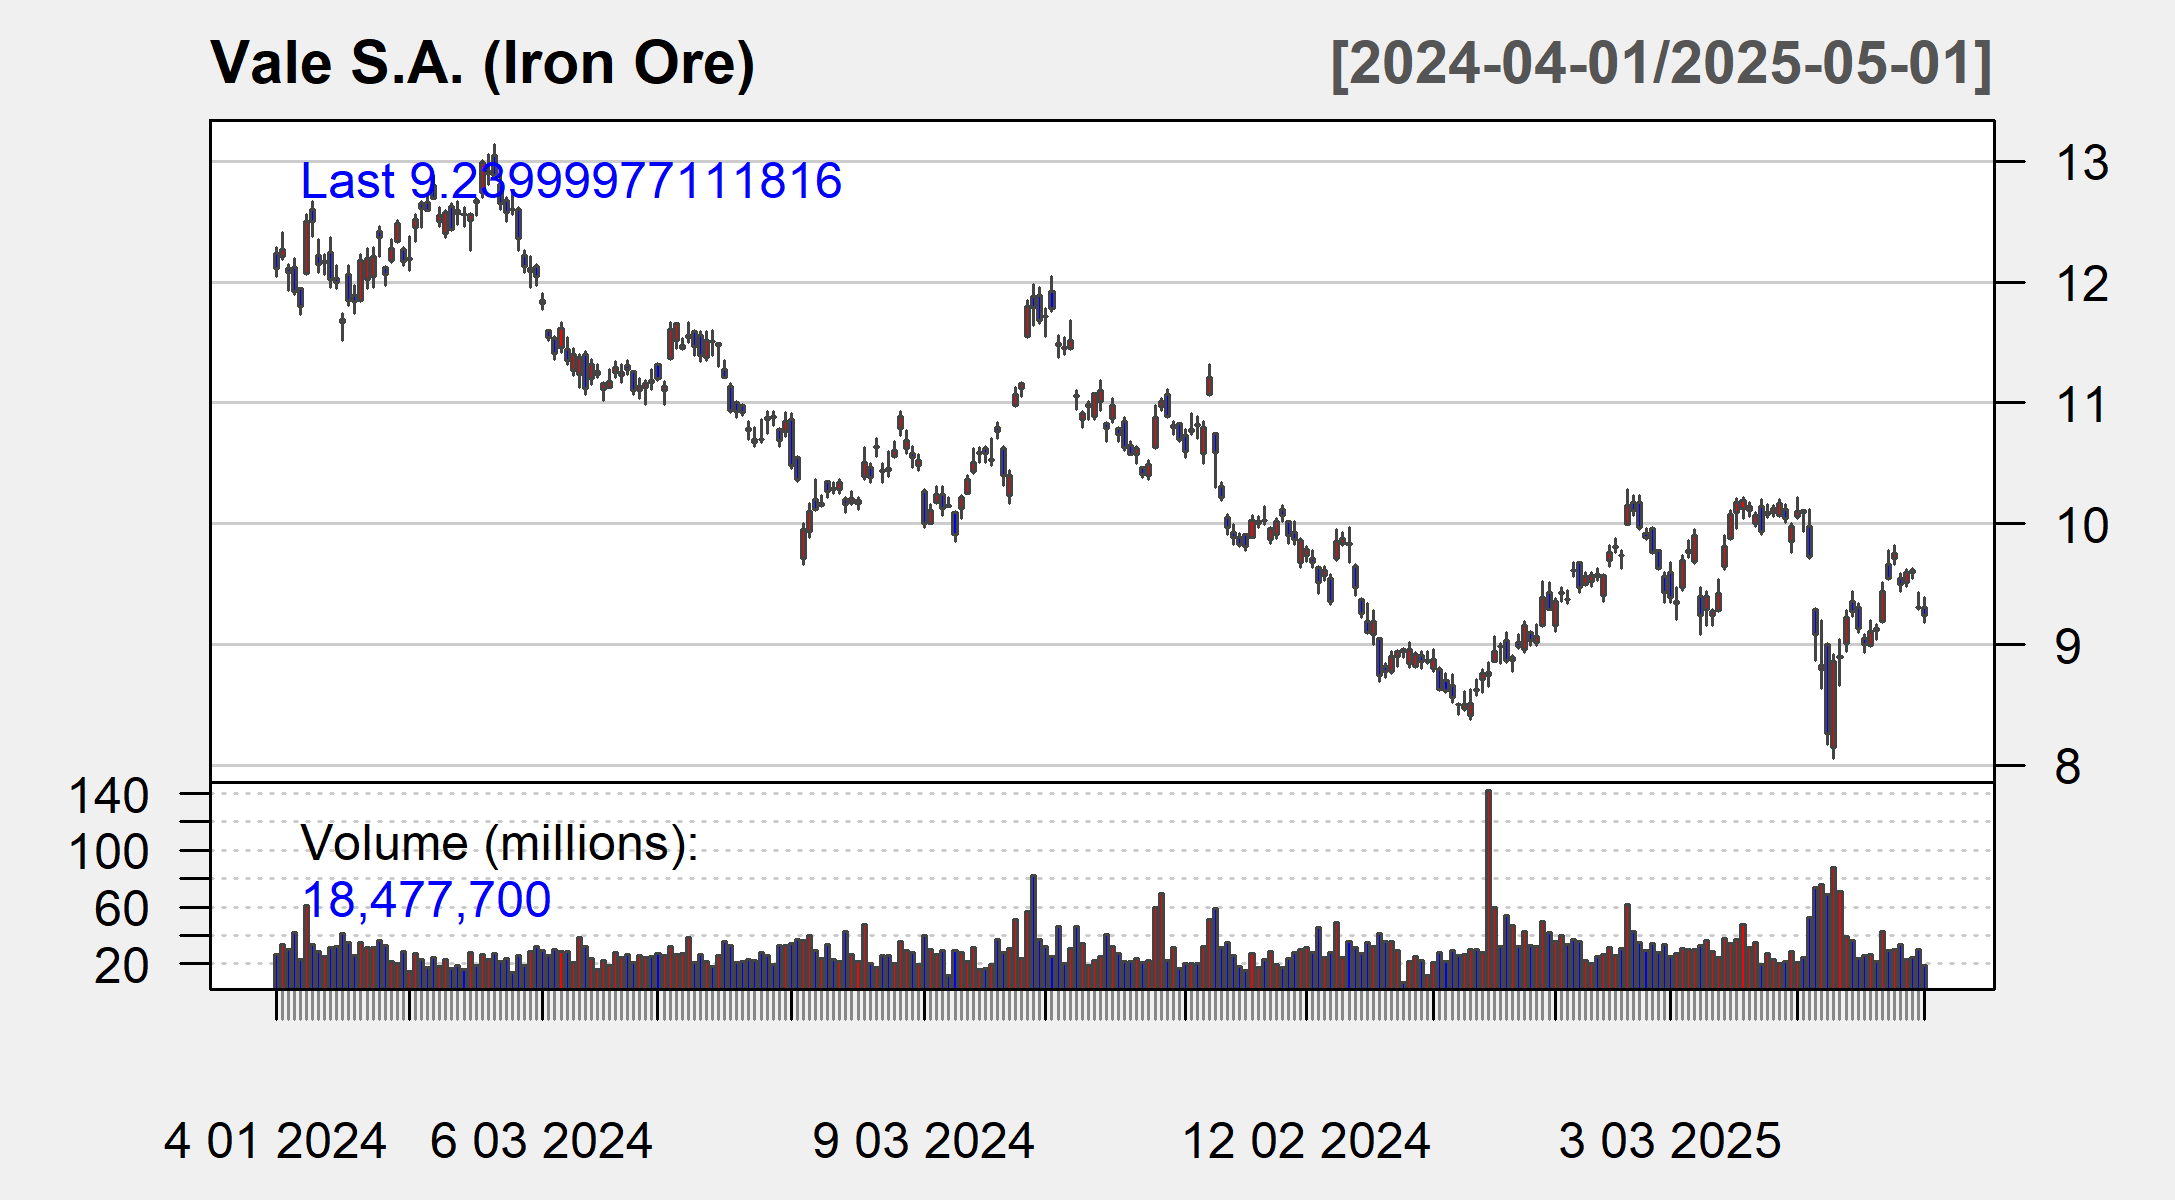 Vale S.A. (Iron Ore)
[2024-04-01/2025-05-01]
Last 9.23999977111816
13
12
11
10
9
8
Volume (millions):
18,477,700
140
100
60
20
4 01 2024
6 03 2024
9 03 2024
12 02 2024
3 03 2025